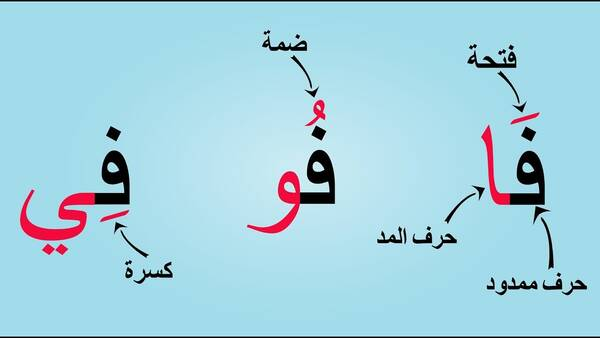 ضمة
فتحة
فَا فُو فِي
حرف المد
كسرة
حرف ممدود